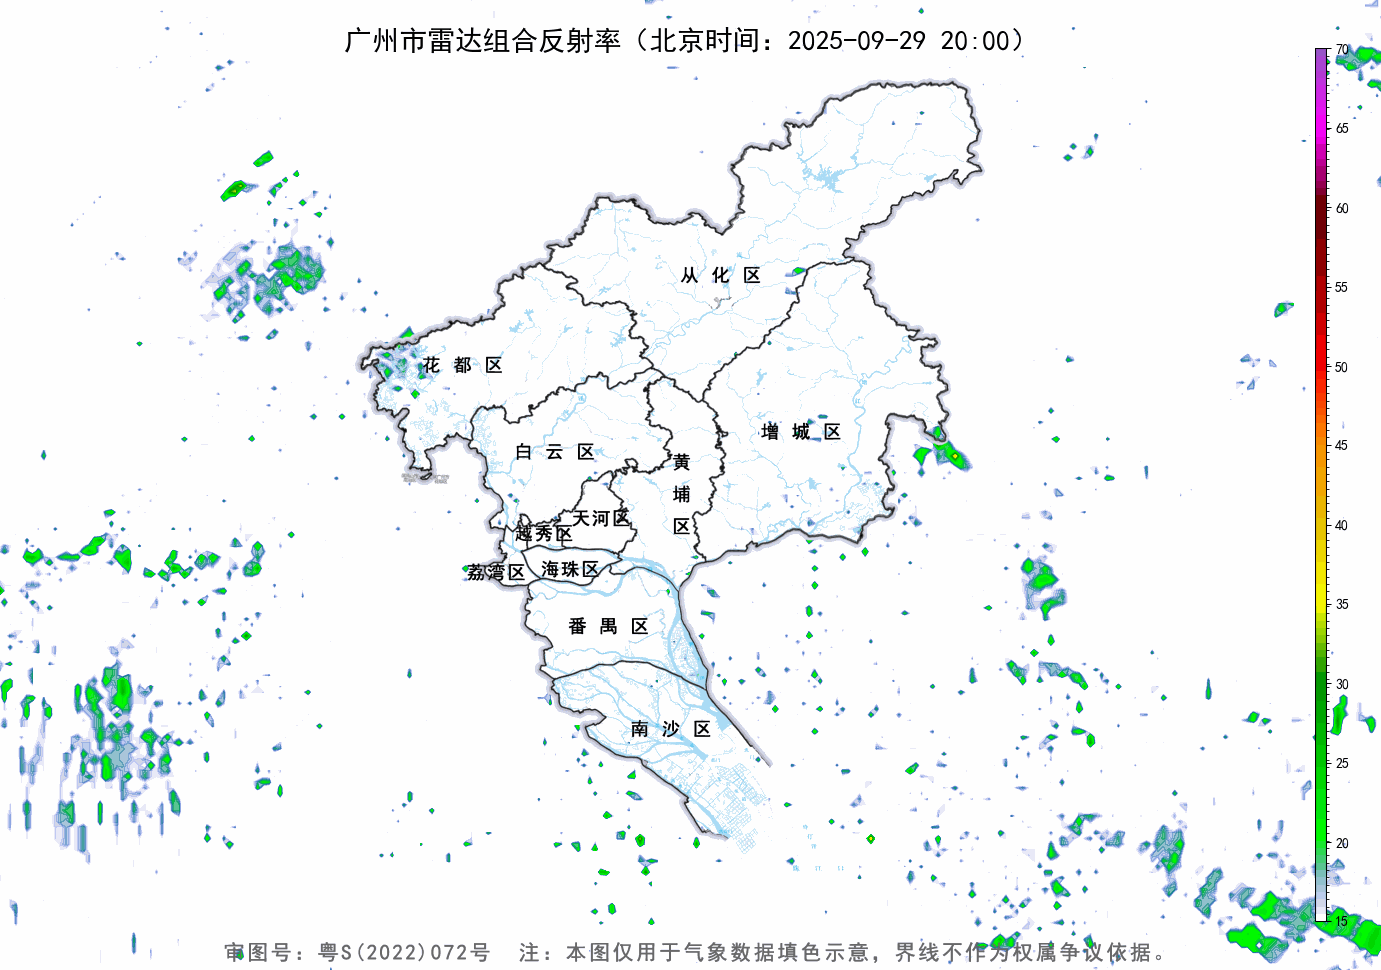 广州市雷达组合反射率（北京时间：2025-09-29 20:00）
70
65
60
55
50
45
40
35
30
25
20
15
从化区
花都区
增城区
白云区
黄埔区
天河区
越秀区
荔湾区
海珠区
番禺区
南沙区
审图号：粤S(2022)072号 注：本图仅用于气象数据填色示意，界线不作为权属争议依据。